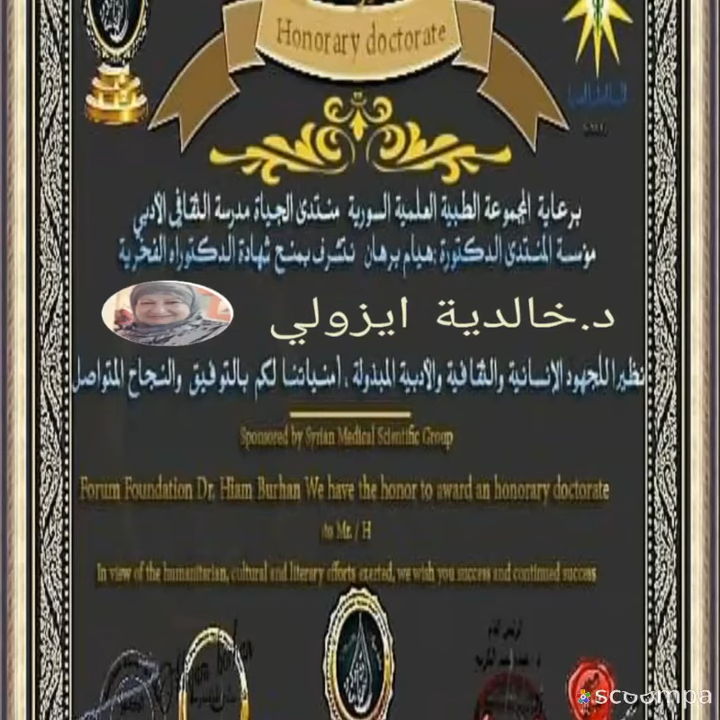 Honorary doctorate
برعاية المجموعة الطبية العلمية السورية منتدى الحياة مدرسة الثقافي الأدبي
مؤسسة المنتدى الدكتورة :هيام برهان نتشرف بمنح شهادة الدكتوراه الفخرية
د.خالدية ايزولي
نظيرا للجهود الإنسانية والثقافية والأدبية المبذولة ، أمنياتنا لكم بالتوفيق والنجاح المتواصل
Sponsored by Syrian Medical Scientific Group
Forum Foundation Dr. Hiam Burhan We have the honor to award an honorary doctorate
to Mr. / H
In view of the humanitarian, cultural and literary efforts exerted, we wish you success and continued success
scoompa